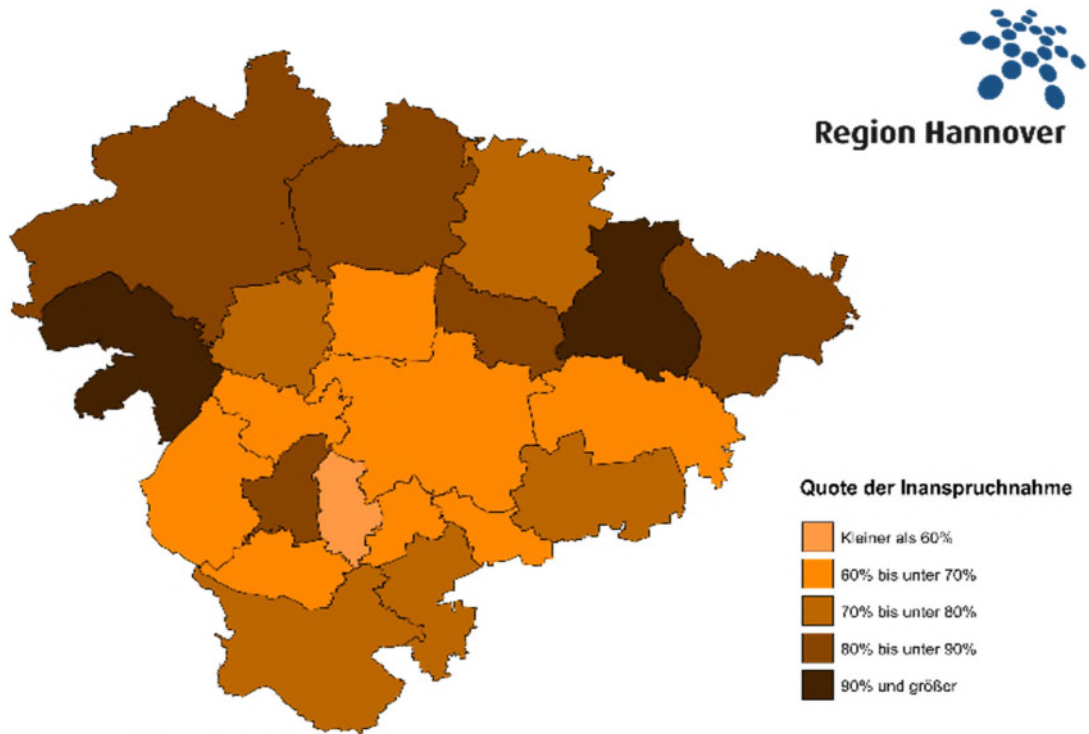 Region Hannover
Quote der Inanspruchnahme
Kleiner als 60%
60% bis unter 70%
70% bis unter 80%
80% bis unter 90%
90% und größer